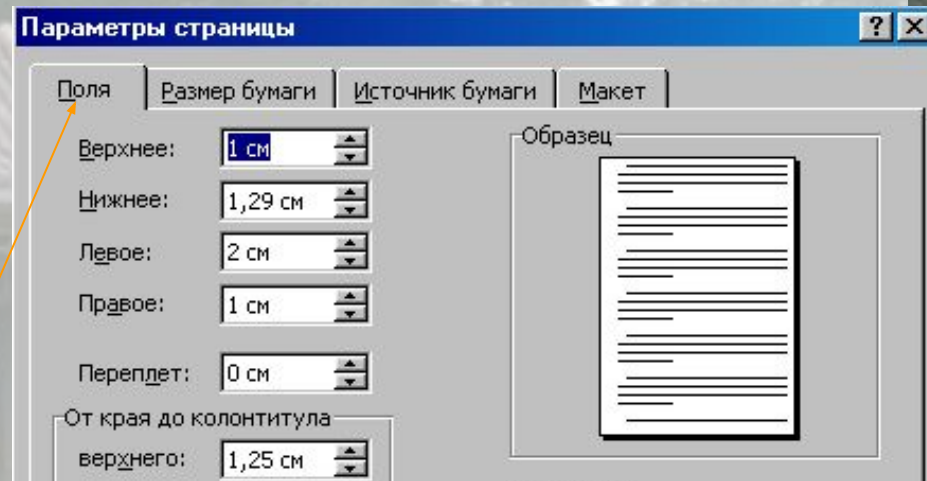 Параметры страницы
Поля Размер бумаги Источник бумаги Макет
Верхнее: 1 см
Образец
Нижнее: 1,29 см
Левое: 2 см
Правое: 1 см
Переплет: 0 см
От края до колонтитула
верхнего: 1,25 см